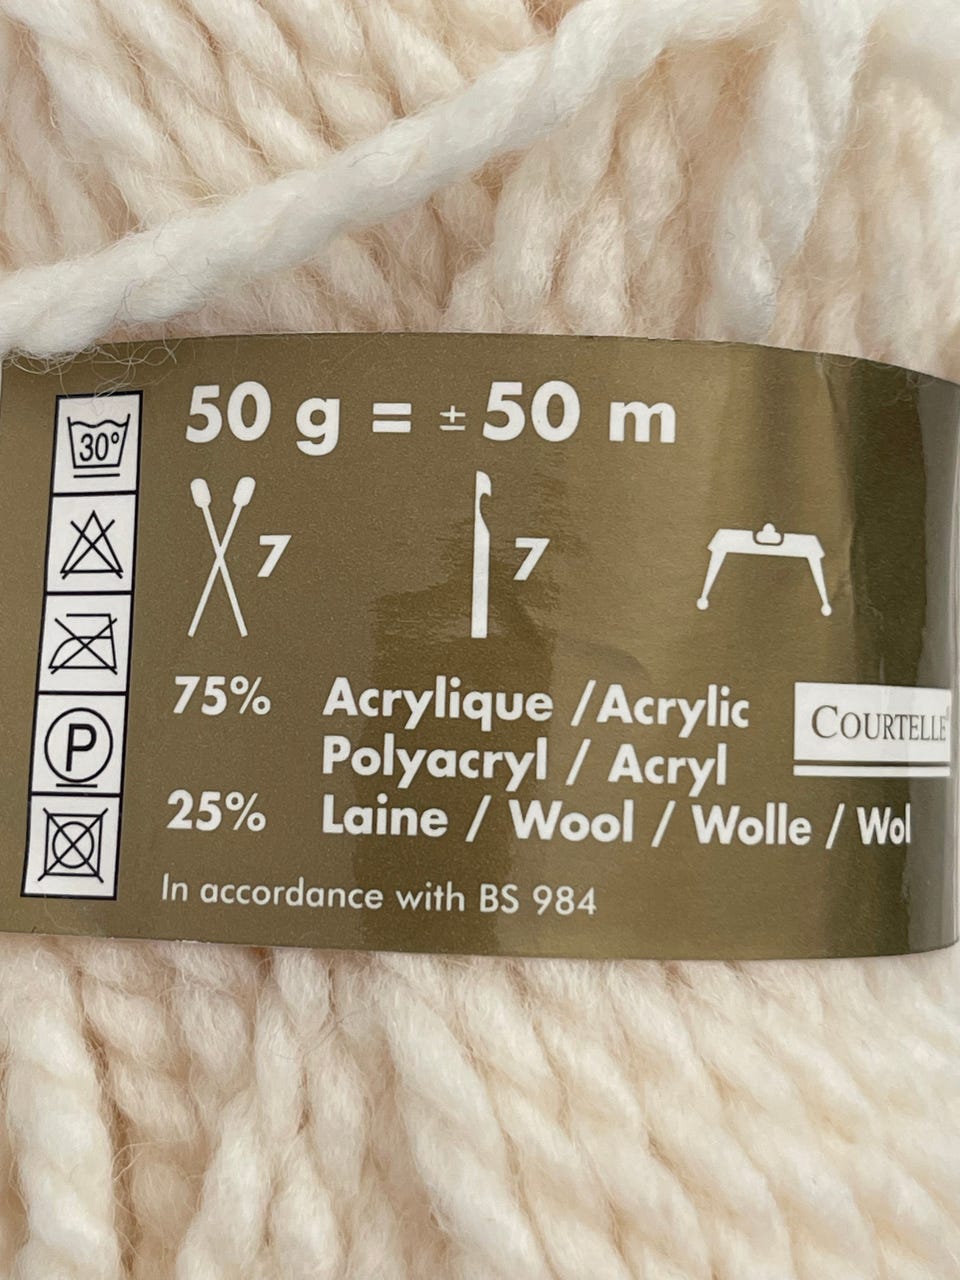 50 g = ± 50 m
30°
7 7
75% Acrylique / Acrylic
Polyacryl / Acryl
COURTELLE®
25% Laine / Wool / Wolle / Wol
P
In accordance with BS 984